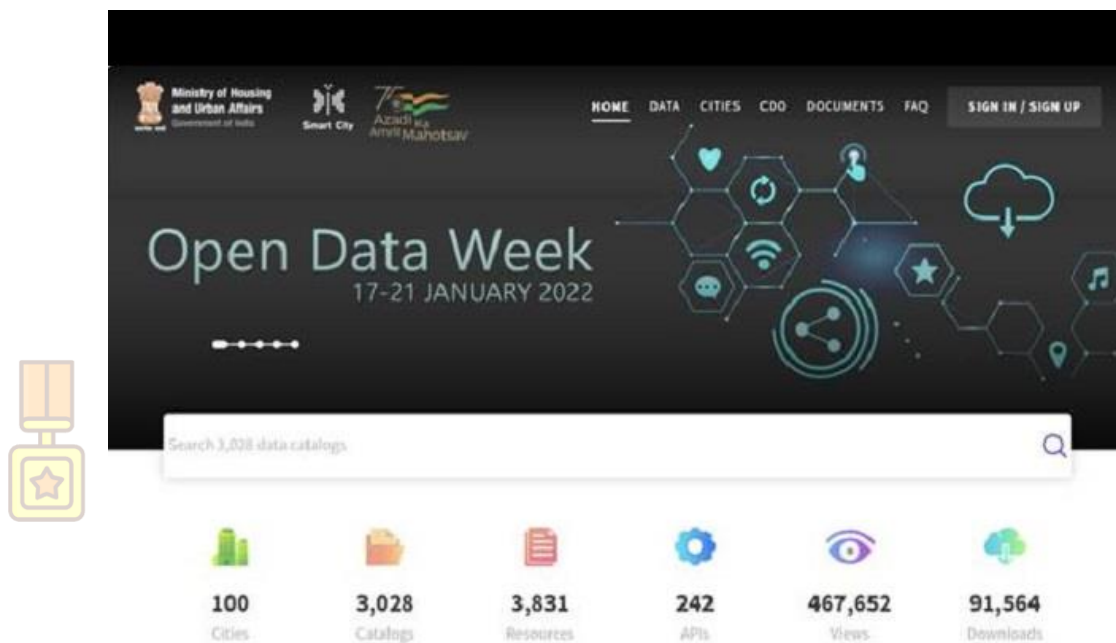 Ministry of Housing
and Urban Affairs
Government of India
Smart City
75
Azadi Ka
Amrit Mahotsav
HOME DATA CITIES CDO DOCUMENTS FAQ SIGN IN / SIGN UP
Open Data Week
17-21 JANUARY 2022
Search 3,028 data catalogs
100 3,028 3,831 242 467,652 91,564
Cities Catalogs Resources APIs Views Downloads